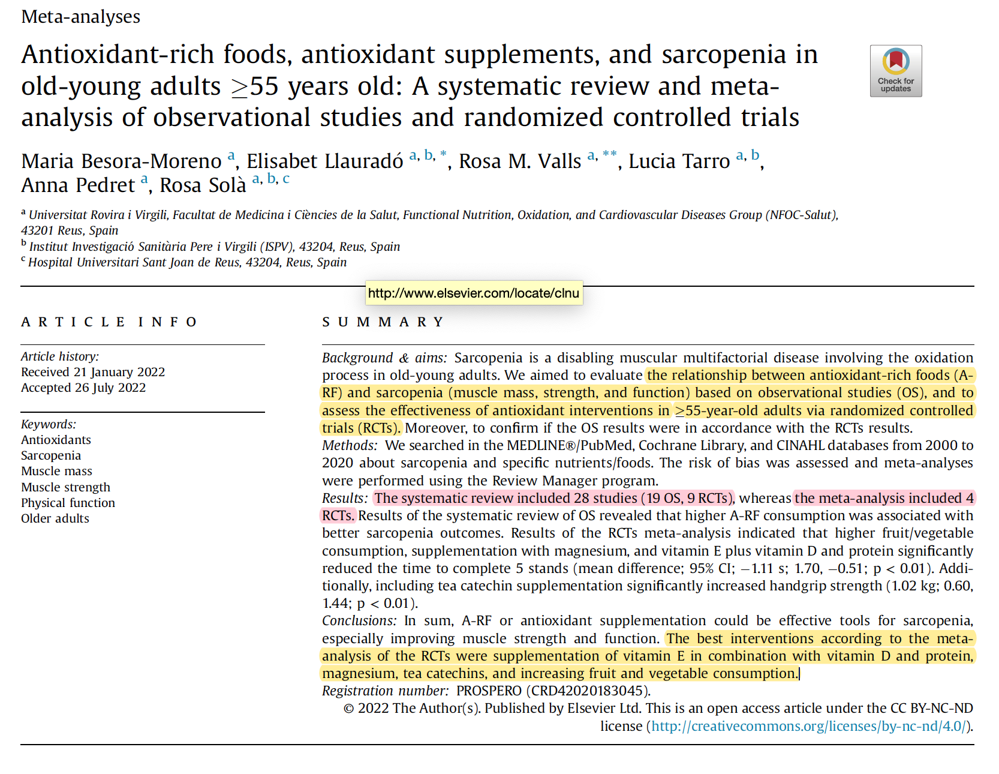 Meta-analyses
Antioxidant-rich foods, antioxidant supplements, and sarcopenia in
old-young adults ≥55 years old: A systematic review and meta-
analysis of observational studies and randomized controlled trials
Check for
updates
Maria Besora-Moreno a, Elisabet Llauradó a, b, *, Rosa M. Valls a, **, Lucia Tarro a, b,
Anna Pedret a, Rosa Solà a, b, c
a Universitat Rovira i Virgili, Facultat de Medicina i Ciències de la Salut, Functional Nutrition, Oxidation, and Cardiovascular Diseases Group (NFOC-Salut),
43201 Reus, Spain
b Institut Investigació Sanitària Pere i Virgili (ISPV), 43204, Reus, Spain
c Hospital Universitari Sant Joan de Reus, 43204, Reus, Spain
http://www.elsevier.com/locate/clnu
ARTICLE INFO
Article history:
Received 21 January 2022
Accepted 26 July 2022
Keywords:
Antioxidants
Sarcopenia
Muscle mass
Muscle strength
Physical function
Older adults
SUMMARY
Background & aims: Sarcopenia is a disabling muscular multifactorial disease involving the oxidation
process in old-young adults. We aimed to evaluate the relationship between antioxidant-rich foods (A-
RF) and sarcopenia (muscle mass, strength, and function) based on observational studies (OS), and to
assess the effectiveness of antioxidant interventions in ≥55-year-old adults via randomized controlled
trials (RCTs). Moreover, to confirm if the OS results were in accordance with the RCTs results.
Methods: We searched in the MEDLINE®/PubMed, Cochrane Library, and CINAHL databases from 2000 to
2020 about sarcopenia and specific nutrients/foods. The risk of bias was assessed and meta-analyses
were performed using the Review Manager program.
Results: The systematic review included 28 studies (19 OS, 9 RCTs), whereas the meta-analysis included 4
RCTs. Results of the systematic review of OS revealed that higher A-RF consumption was associated with
better sarcopenia outcomes. Results of the RCTs meta-analysis indicated that higher fruit/vegetable
consumption, supplementation with magnesium, and vitamin E plus vitamin D and protein significantly
reduced the time to complete 5 stands (mean difference; 95% CI; −1.11 s; 1.70, −0.51; p < 0.01). Addi-
tionally, including tea catechin supplementation significantly increased handgrip strength (1.02 kg; 0.60,
1.44; p < 0.01).
Conclusions: In sum, A-RF or antioxidant supplementation could be effective tools for sarcopenia,
especially improving muscle strength and function. The best interventions according to the meta-
analysis of the RCTs were supplementation of vitamin E in combination with vitamin D and protein,
magnesium, tea catechins, and increasing fruit and vegetable consumption.
Registration number: PROSPERO (CRD42020183045).
© 2022 The Author(s). Published by Elsevier Ltd. This is an open access article under the CC BY-NC-ND
license (http://creativecommons.org/licenses/by-nc-nd/4.0/).